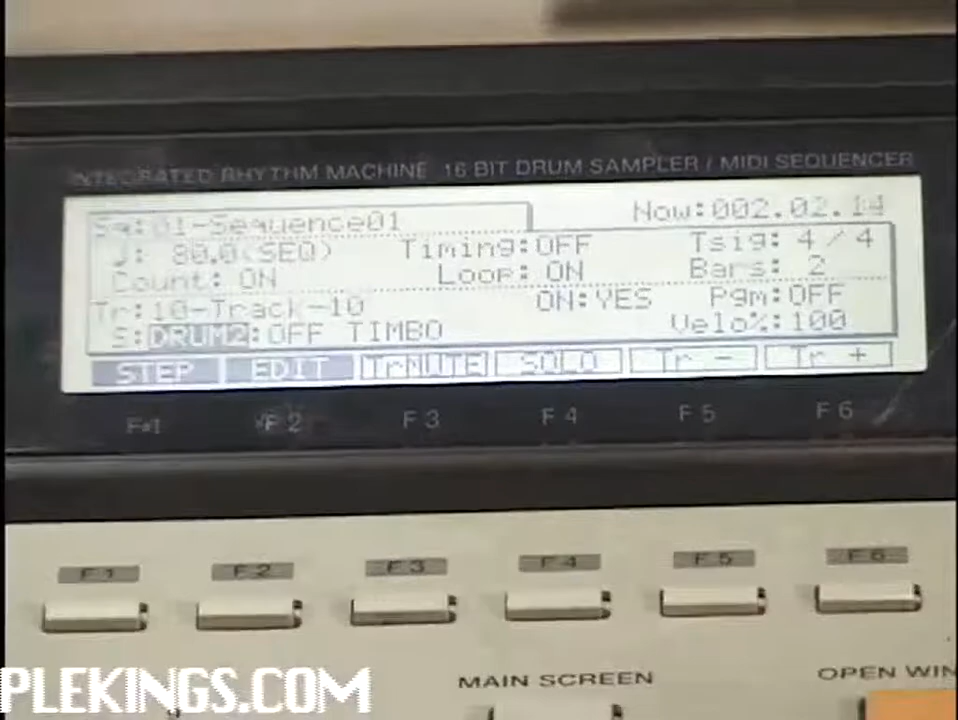 INTEGRATED RHYTHM MACHINE 16 BIT DRUM SAMPLER / MIDI SEQUENCER
Sq:01-Sequence01 Now:002.02.14
♩: 80.0(SEQ) Timing:OFF Tsig: 4/4
Count: ON Loop: ON Bars: 2
Tr:10-Track-10 ON:YES Pgm:OFF
S:DRUM2:OFF TIMBO Velo%:100
STEP EDIT TrMUTE SOLO Tr - Tr +
F1 F2 F3 F4 F5 F6
F1 F2 F3 F4 F5 F6
PLEKINGS.COM
MAIN SCREEN OPEN WIN